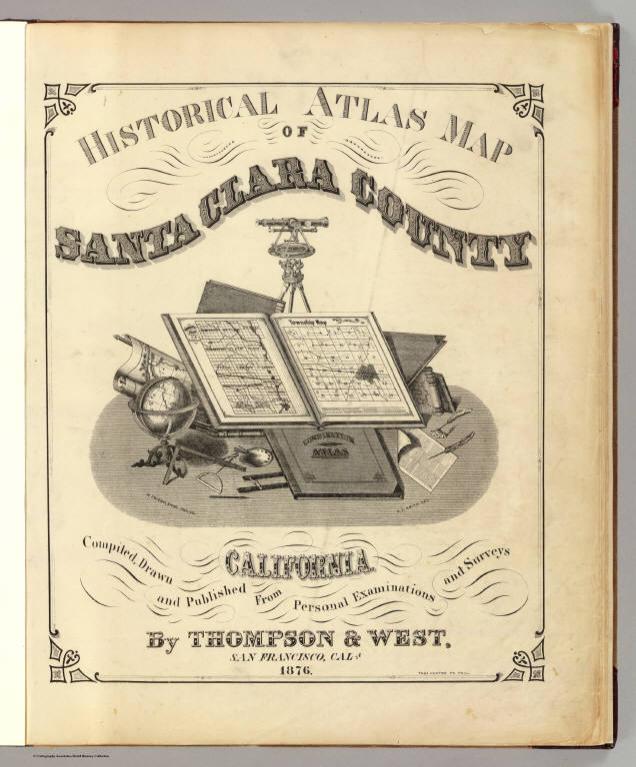 HISTORICAL ATLAS MAP
OF
SANTA CLARA COUNTY
Township Map
COMBINATION
ATLAS
CALIFORNIA.
Compiled, Drawn
and Published From
Personal Examinations
and Surveys
By THOMPSON & WEST.
SAN FRANCISCO, CAL.
1876.